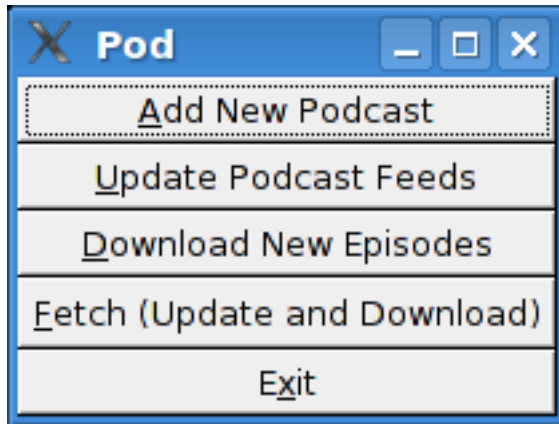 Pod
Add New Podcast
Update Podcast Feeds
Download New Episodes
Fetch (Update and Download)
Exit